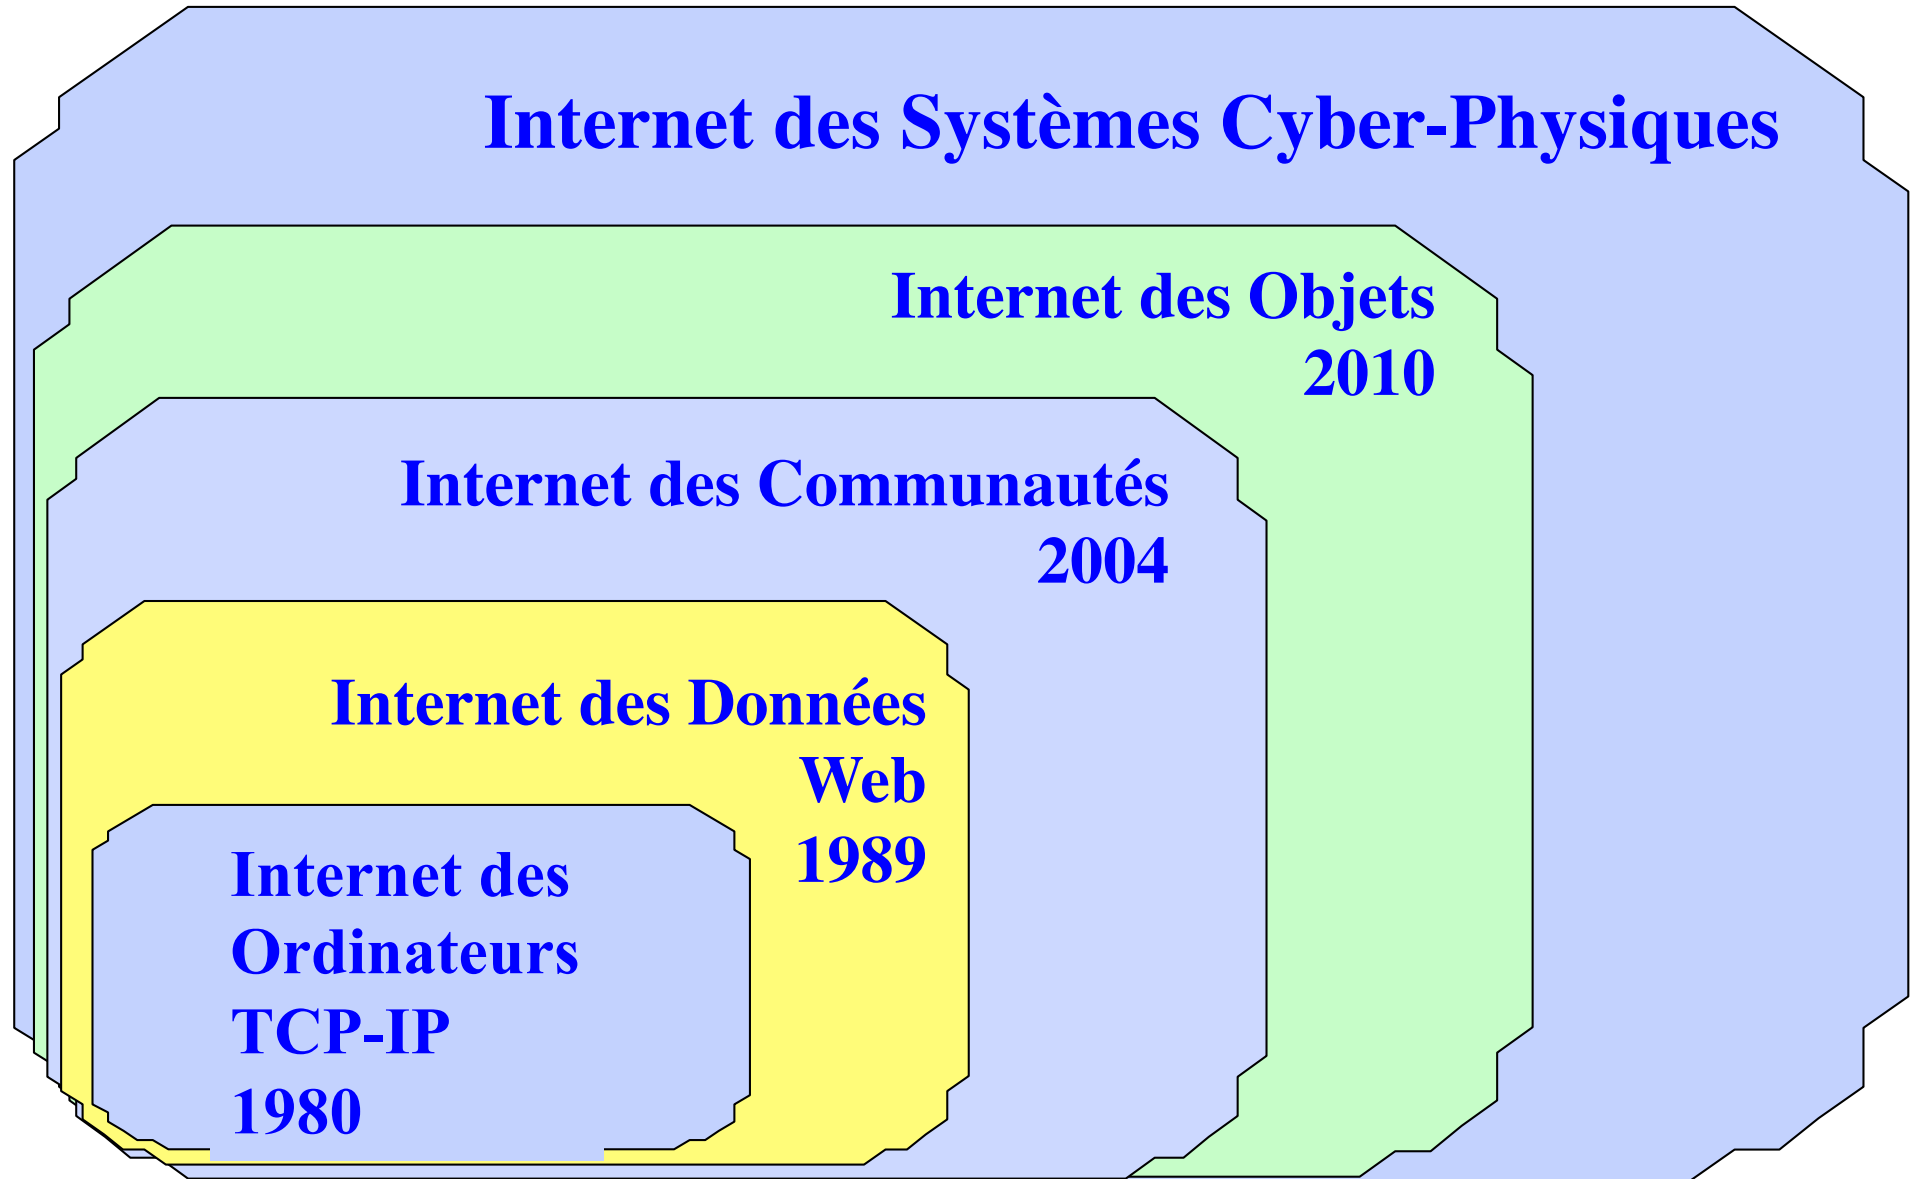 Internet des Systèmes Cyber-Physiques
Internet des Objets
2010
Internet des Communautés
2004
Internet des Données
Web
1989
Internet des
Ordinateurs
TCP-IP
1980